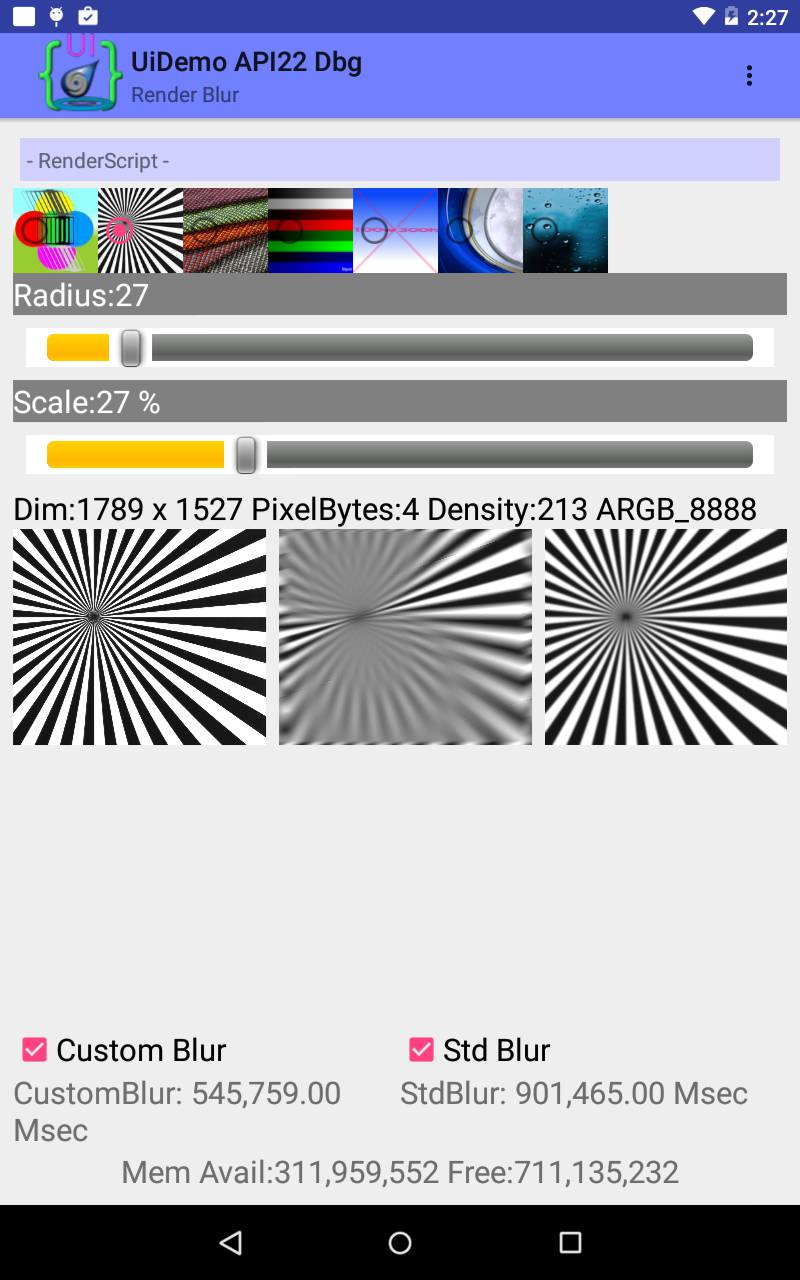 2:27
UI
UiDemo API22 Dbg
Render Blur
- RenderScript -
Radius:27
Scale:27 %
Dim:1789 x 1527 PixelBytes:4 Density:213 ARGB_8888
Custom Blur
Std Blur
CustomBlur: 545,759.00
Msec
StdBlur: 901,465.00 Msec
Mem Avail:311,959,552 Free:711,135,232